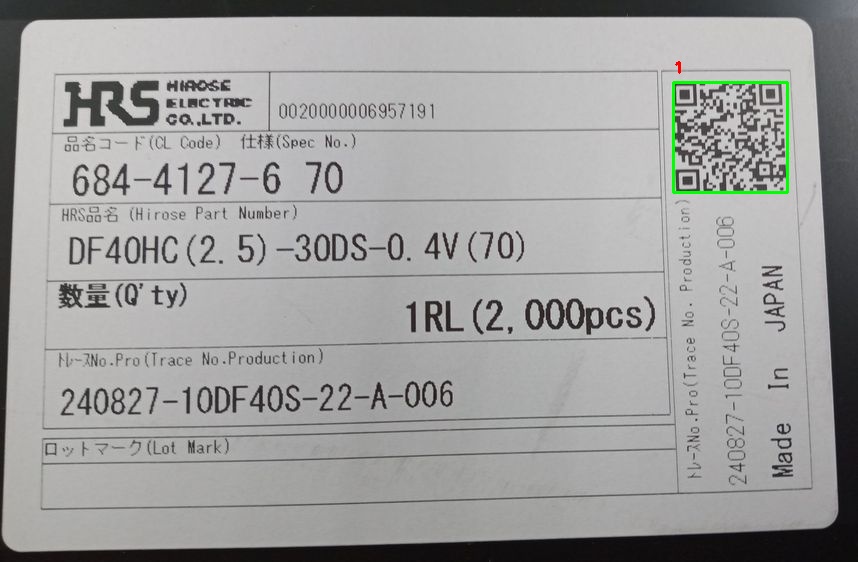 HRS HIROSE ELECTRIC CO.,LTD.
0020000006957191
品名コード(CL Code) 仕様(Spec No.)
684-4127-6 70
HRS品名 (Hirose Part Number)
DF40HC(2.5)-30DS-0.4V(70)
数量(Q'ty)
1RL(2,000pcs)
トレースNo.Pro(Trace No.Production)
240827-10DF40S-22-A-006
ロットマーク(Lot Mark)
1
トレースNo.Pro(Trace No. Production)
240827-10DF40S-22-A-006
Made In JAPAN